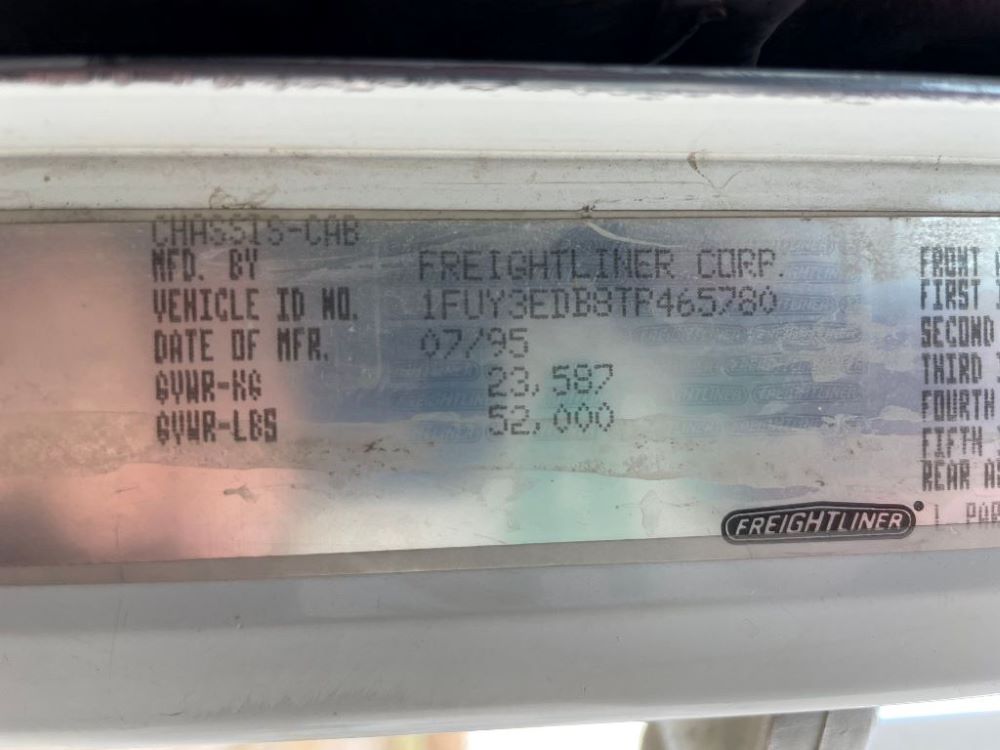 CHASSIS-CAB
MFD. BY FREIGHTLINER CORP.
VEHICLE ID NO. 1FUY3EDB8TP465780
DATE OF MFR. 07/95
GVWR-KG 23,587
GVWR-LBS 52,000
FRONT
FIRST
SECOND
THIRD
FOURTH
FIFTH
REAR
FREIGHTLINER